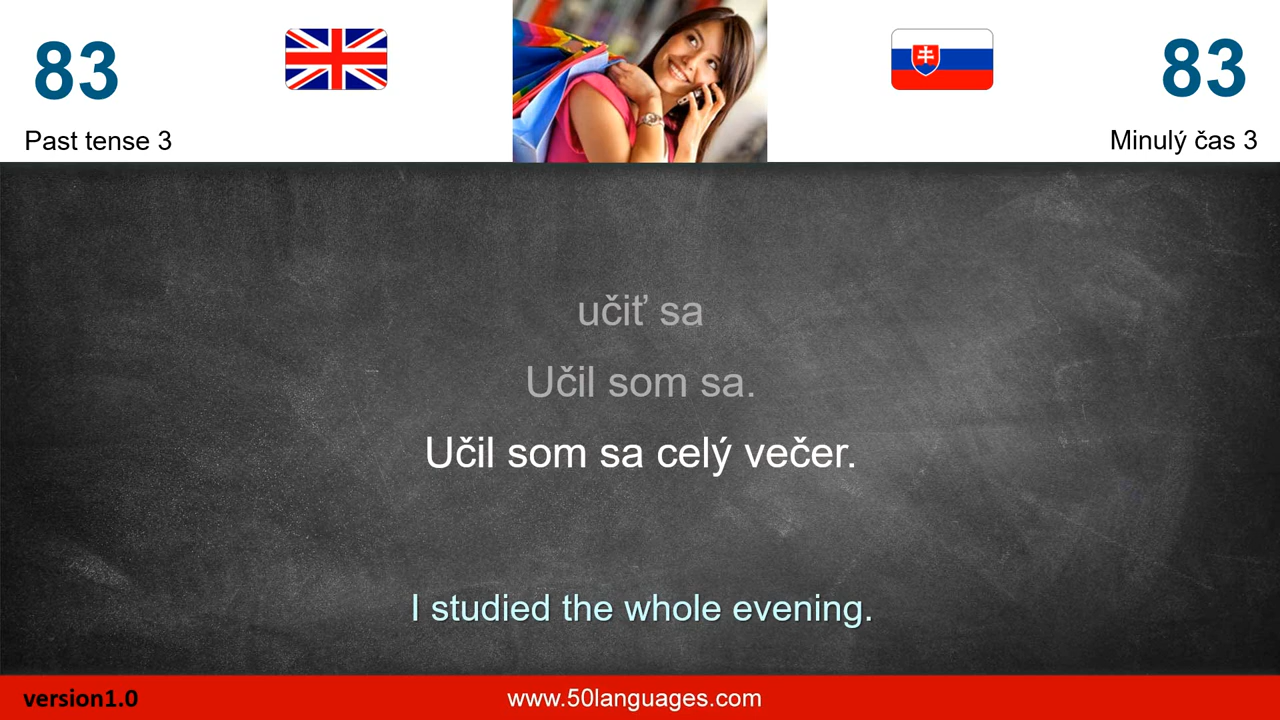 83
83
Past tense 3
Minulý čas 3
učiť sa
Učil som sa.
Učil som sa celý večer.
I studied the whole evening.
version1.0
www.50languages.com